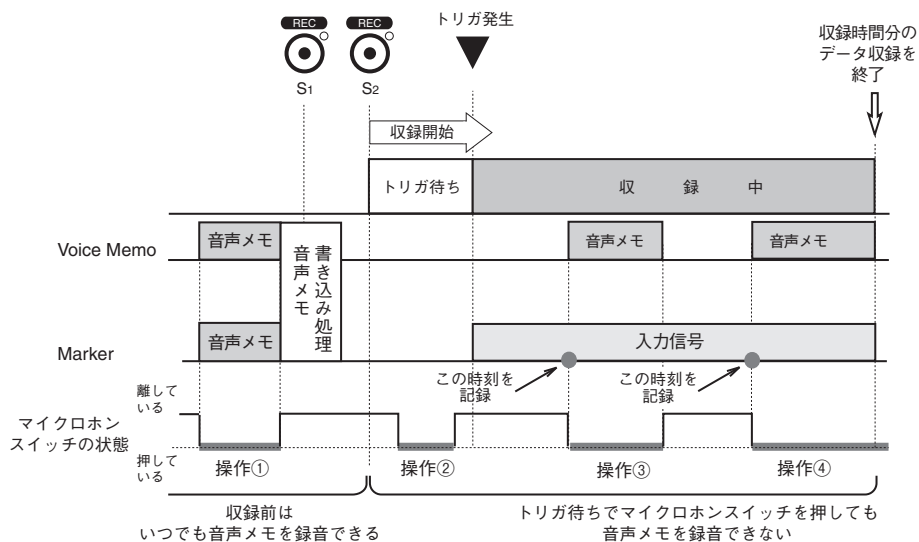 REC
REC
S1
S2
トリガ発生
収録時間分の
データ収録を
終了
収録開始
トリガ待ち
収録中
Voice Memo
音声メモ
音声メモ
書き込み処理
音声メモ
音声メモ
Marker
音声メモ
入力信号
この時刻を
記録
この時刻を
記録
離して
いる
マイクロホン
スイッチの状態
押して
いる
操作①
操作②
操作③
操作④
収録前は
いつでも音声メモを録音できる
トリガ待ちでマイクロホンスイッチを押しても
音声メモを録音できない